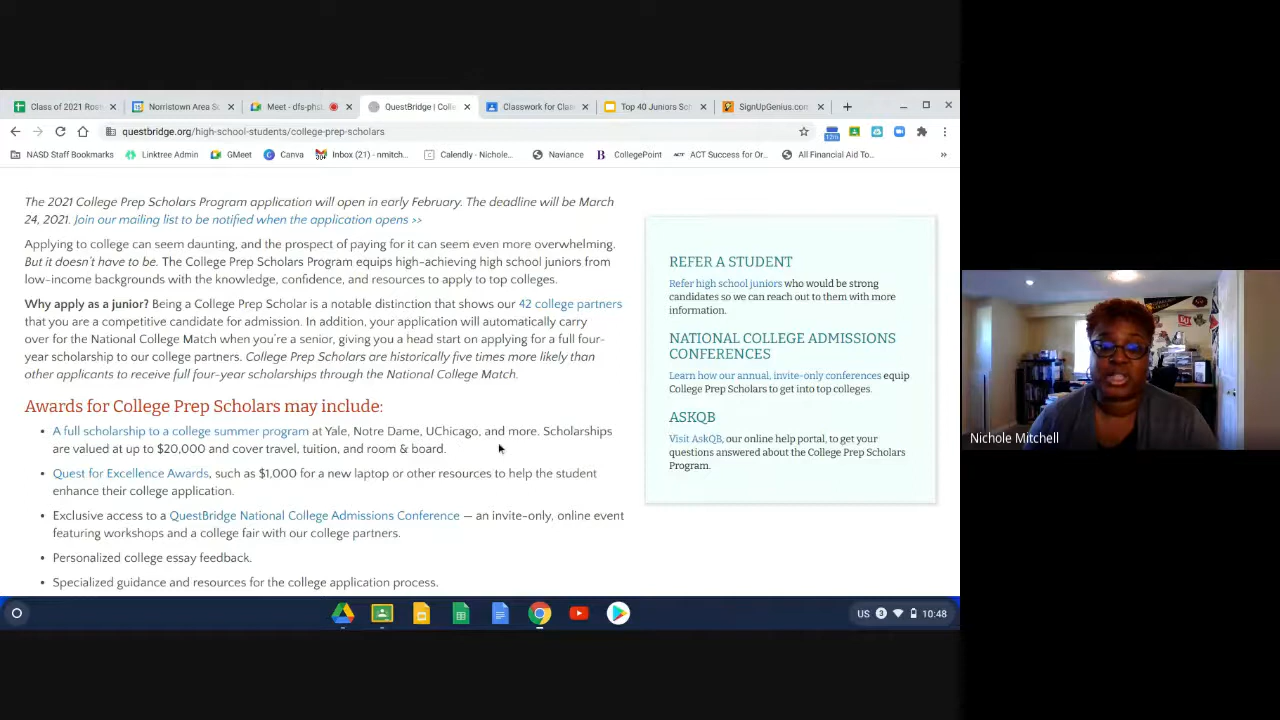 Class of 2021 Ros
Norristown Area S
Meet - dfs-phs
QuestBridge | Colle
Classwork for Clas
Top 40 Juniors Sc
SignUpGenius.com
questbridge.org/high-school-students/college-prep-scholars
12m
NASD Staff Bookmarks
Linktree Admin
GMeet
Canva
Inbox (21) - nmitch...
Calendly - Nichole...
Naviance
CollegePoint
ACT Success for Or...
All Financial Aid To...
The 2021 College Prep Scholars Program application will open in early February. The deadline will be March
24, 2021. Join our mailing list to be notified when the application opens >>
Applying to college can seem daunting, and the prospect of paying for it can seem even more overwhelming.
But it doesn't have to be. The College Prep Scholars Program equips high-achieving high school juniors from
low-income backgrounds with the knowledge, confidence, and resources to apply to top colleges.
Why apply as a junior? Being a College Prep Scholar is a notable distinction that shows our 42 college partners
that you are a competitive candidate for admission. In addition, your application will automatically carry
over for the National College Match when you're a senior, giving you a head start on applying for a full four-
year scholarship to our college partners. College Prep Scholars are historically five times more likely than
other applicants to receive full four-year scholarships through the National College Match.
Awards for College Prep Scholars may include:
• A full scholarship to a college summer program at Yale, Notre Dame, UChicago, and more. Scholarships
are valued at up to $20,000 and cover travel, tuition, and room & board.
• Quest for Excellence Awards, such as $1,000 for a new laptop or other resources to help the student
enhance their college application.
• Exclusive access to a QuestBridge National College Admissions Conference — an invite-only, online event
featuring workshops and a college fair with our college partners.
• Personalized college essay feedback.
• Specialized guidance and resources for the college application process.
REFER A STUDENT
Refer high school juniors who would be strong
candidates so we can reach out to them with more
information.
NATIONAL COLLEGE ADMISSIONS
CONFERENCES
Learn how our annual, invite-only conferences equip
College Prep Scholars to get into top colleges.
ASKQB
Visit AskQB, our online help portal, to get your
questions answered about the College Prep Scholars
Program.
US 3 10:48
Nichole Mitchell